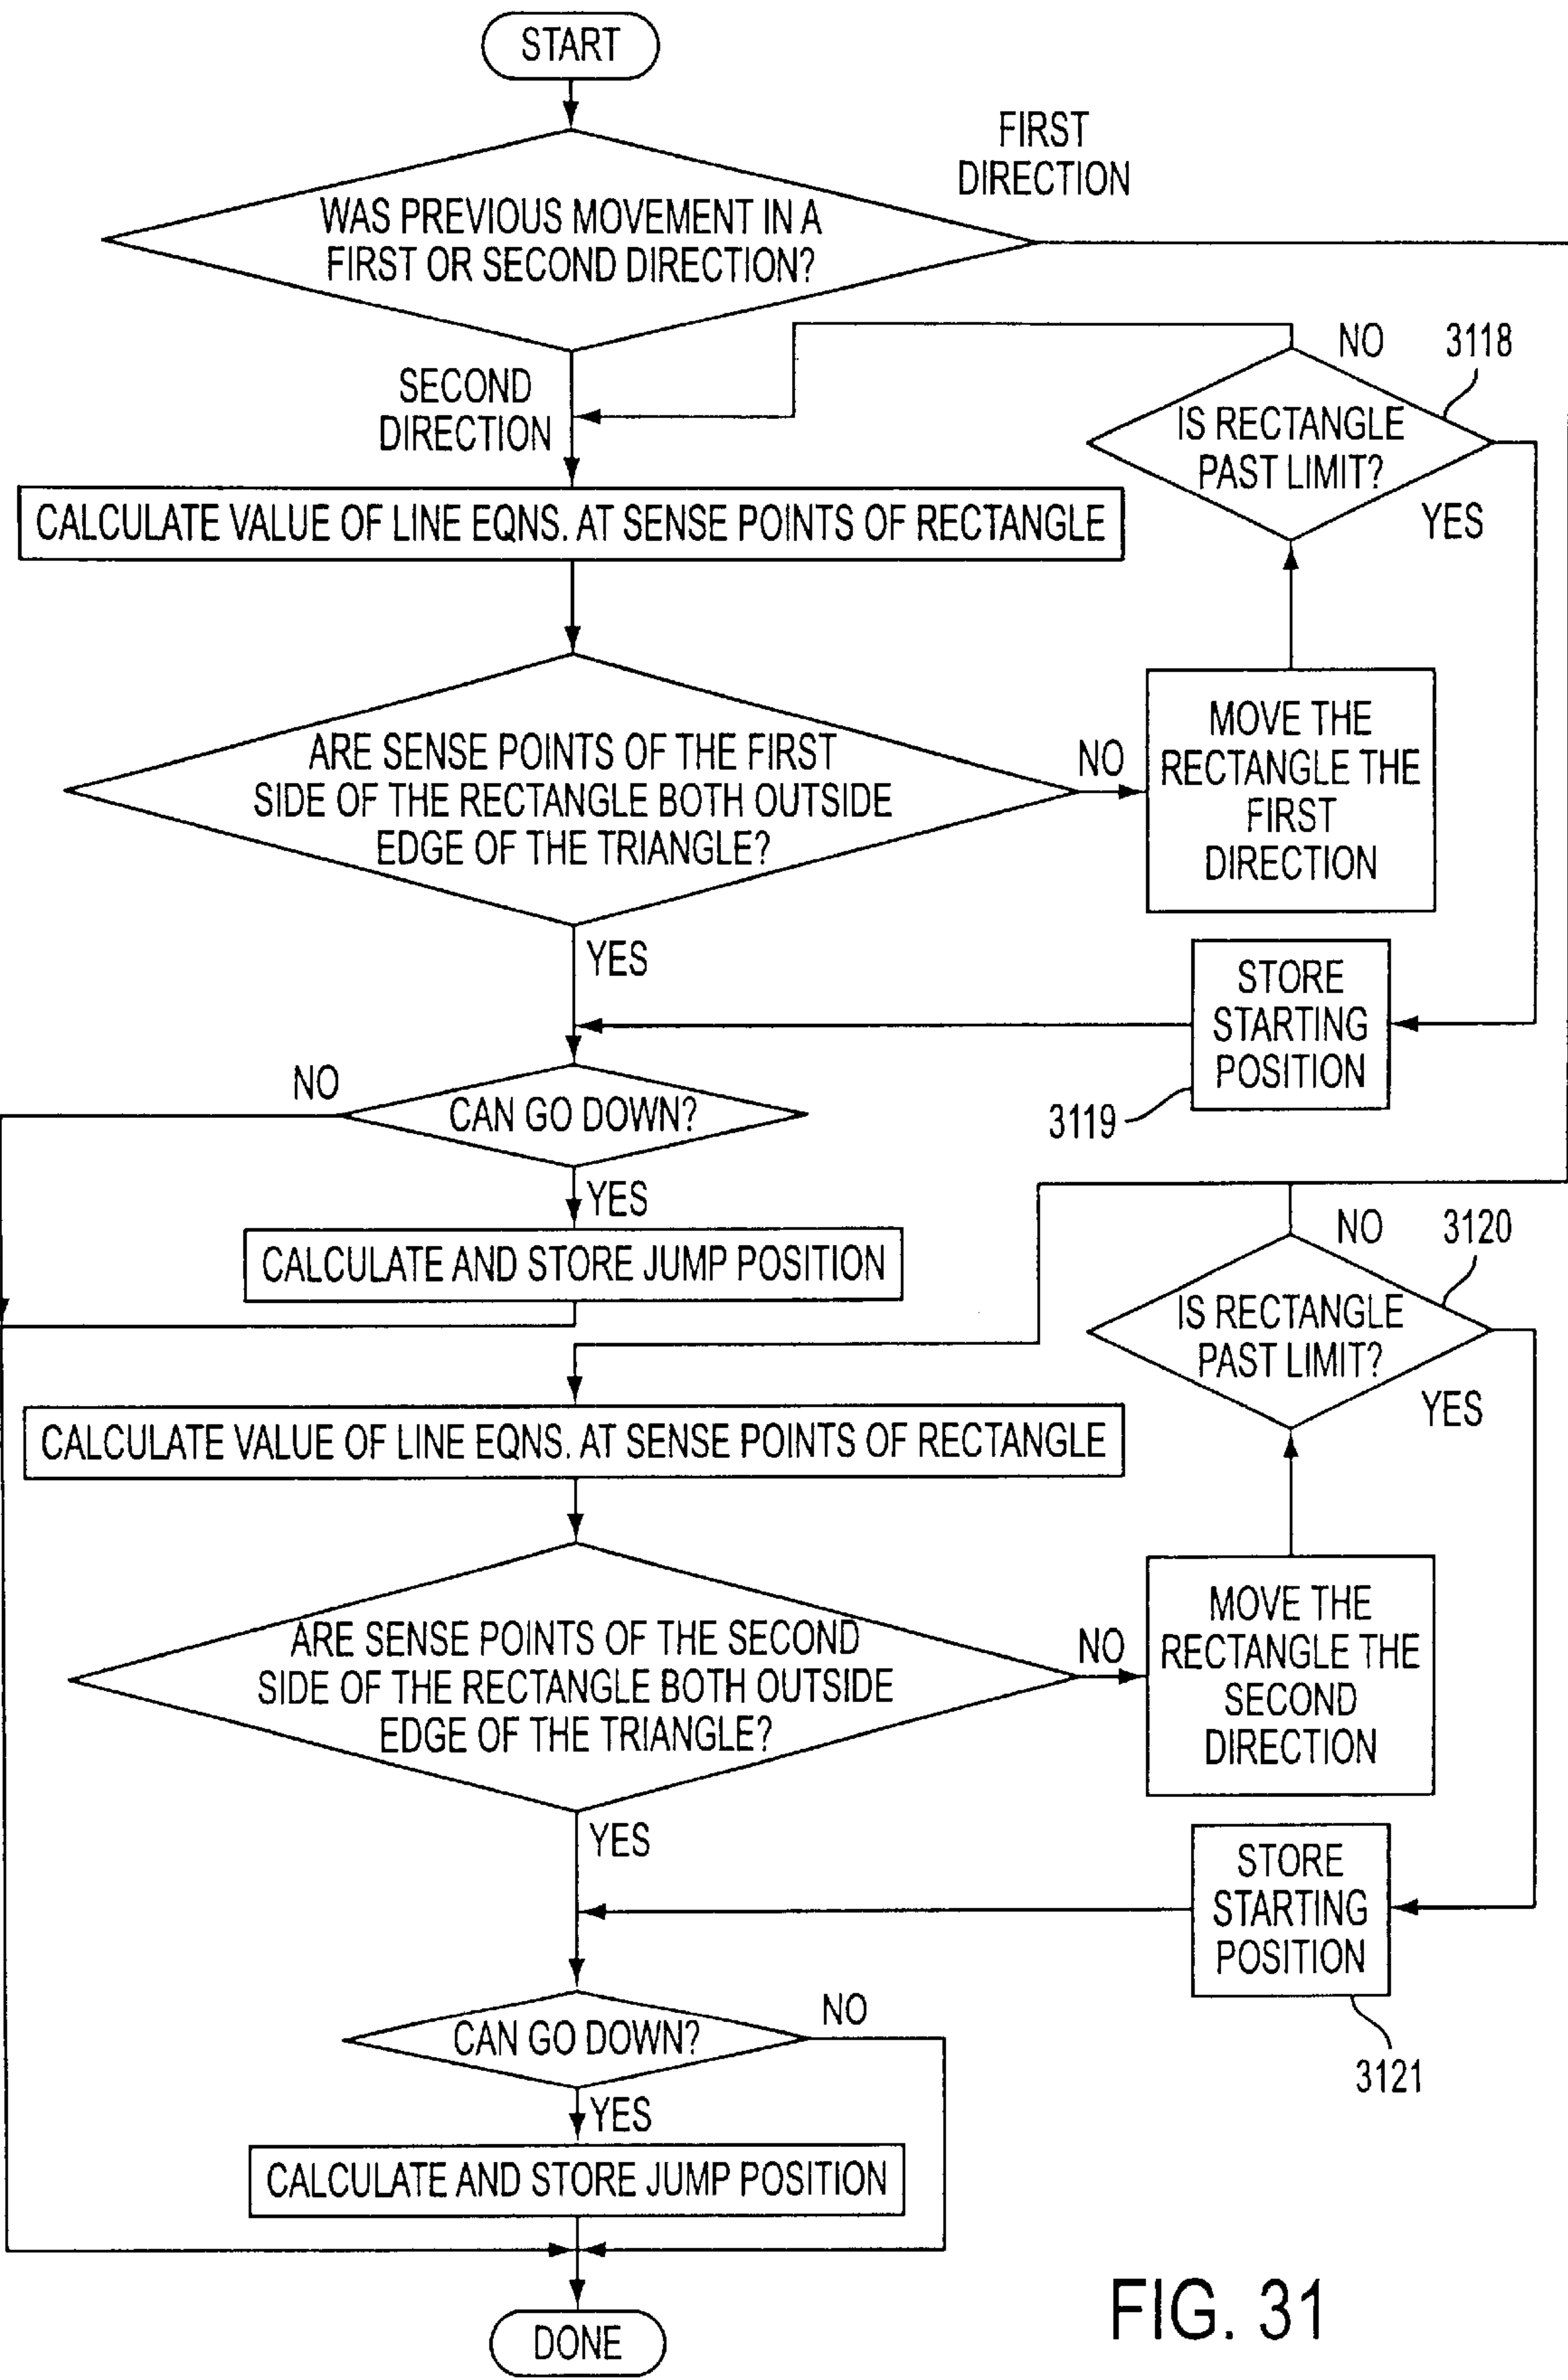 START
FIRST
DIRECTION
WAS PREVIOUS MOVEMENT IN A
FIRST OR SECOND DIRECTION?
NO
3118
SECOND
DIRECTION
IS RECTANGLE
PAST LIMIT?
YES
CALCULATE VALUE OF LINE EQNS. AT SENSE POINTS OF RECTANGLE
ARE SENSE POINTS OF THE FIRST
SIDE OF THE RECTANGLE BOTH OUTSIDE
EDGE OF THE TRIANGLE?
NO
MOVE THE
RECTANGLE THE
FIRST
DIRECTION
YES
STORE
STARTING
POSITION
3119
NO
CAN GO DOWN?
YES
CALCULATE AND STORE JUMP POSITION
NO
3120
IS RECTANGLE
PAST LIMIT?
YES
CALCULATE VALUE OF LINE EQNS. AT SENSE POINTS OF RECTANGLE
ARE SENSE POINTS OF THE SECOND
SIDE OF THE RECTANGLE BOTH OUTSIDE
EDGE OF THE TRIANGLE?
NO
MOVE THE
RECTANGLE THE
SECOND
DIRECTION
YES
STORE
STARTING
POSITION
3121
CAN GO DOWN?
NO
YES
CALCULATE AND STORE JUMP POSITION
DONE
FIG. 31